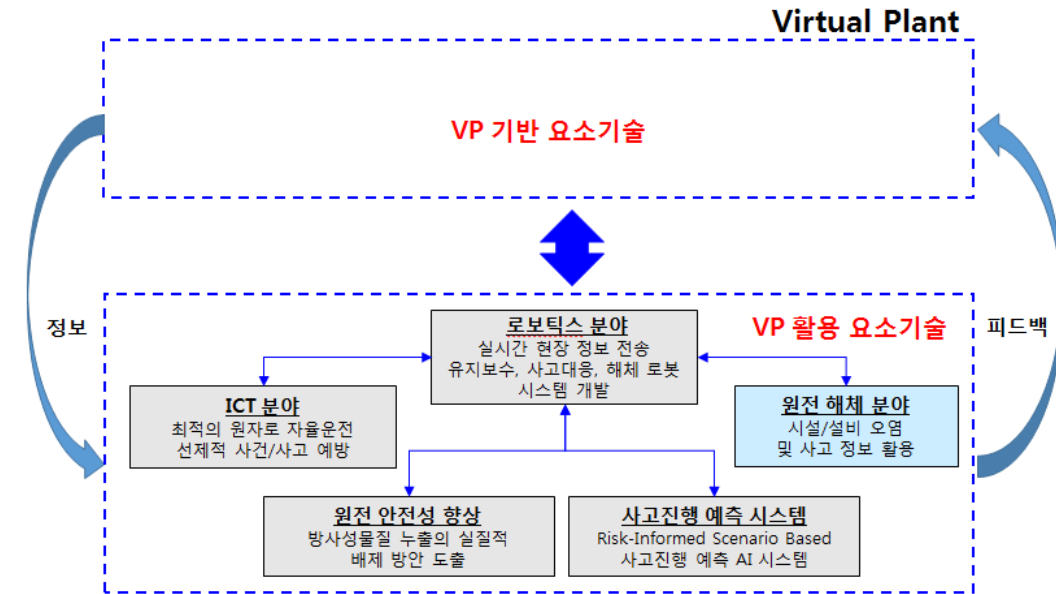 Virtual Plant
VP 기반 요소기술
정보
피드백
VP 활용 요소기술
로보틱스 분야
실시간 현장 정보 전송
유지보수, 사고대응, 해체 로봇
시스템 개발
ICT 분야
최적의 원자로 자율운전
선제적 사건/사고 예방
원전 해체 분야
시설/설비 오염
및 사고 정보 활용
원전 안전성 향상
방사성물질 누출의 실질적
배제 방안 도출
사고진행 예측 시스템
Risk-Informed Scenario Based
사고진행 예측 AI 시스템